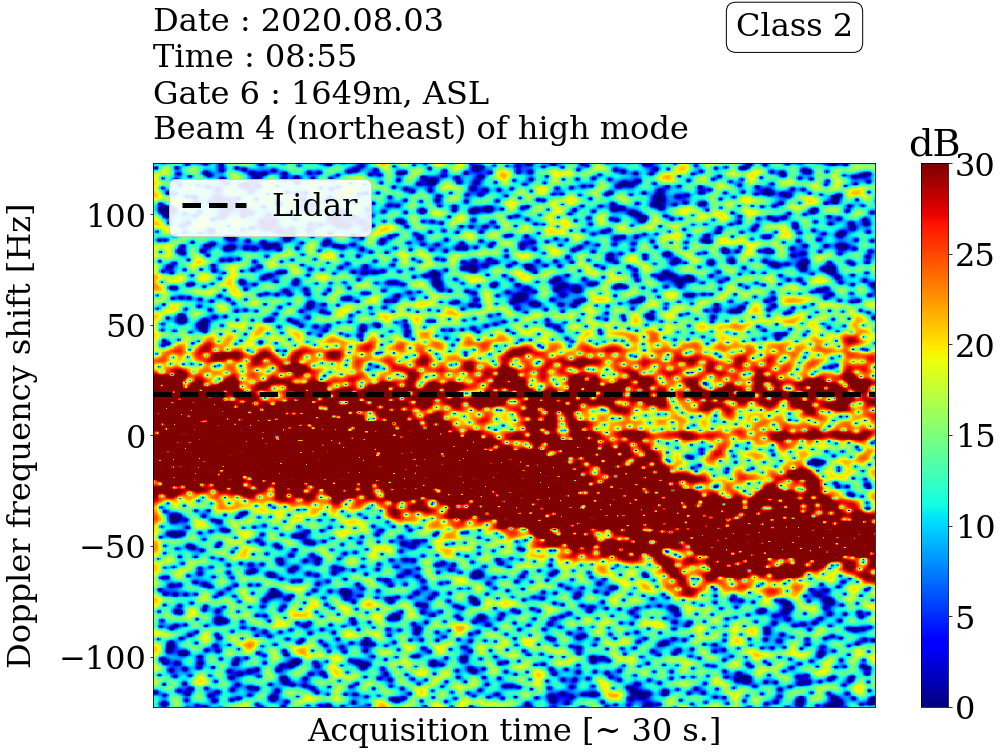 Date : 2020.08.03
Time : 08:55
Gate 6 : 1649m, ASL
Beam 4 (northeast) of high mode
Class 2
dB
Lidar
Doppler frequency shift [Hz]
100
50
0
−50
−100
30
25
20
15
10
5
0
Acquisition time [~ 30 s.]